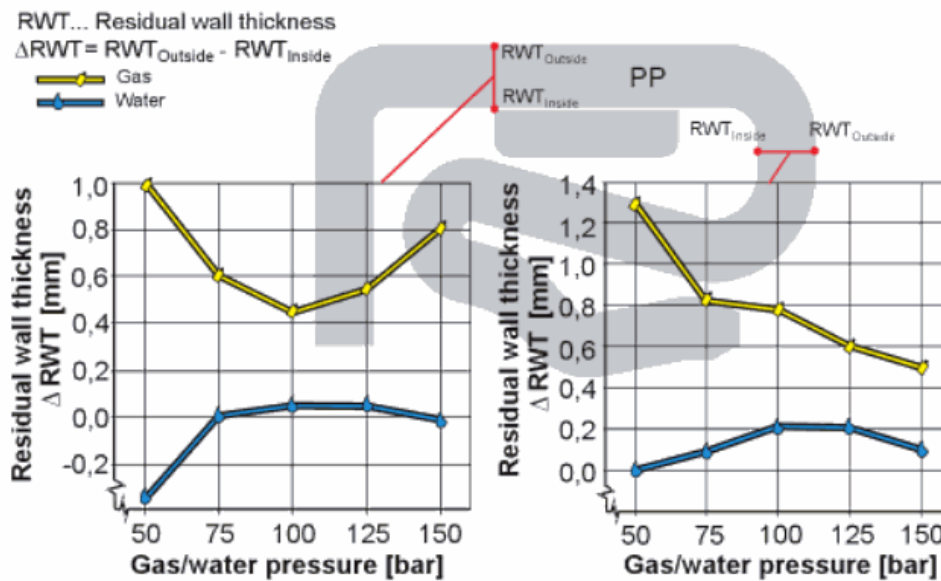 RWT... Residual wall thickness
ΔRWT = RWTOutside - RWTInside
Gas
Water
RWTOutside
PP
RWTInside
RWTInside
RWTOutside
Residual wall thickness
Δ RWT [mm]
1,0
0,8
0,6
0,4
0,2
0,0
-0,2
50 75 100 125 150
Gas/water pressure [bar]
Residual wall thickness
Δ RWT [mm]
1,4
1,2
1,0
0,8
0,6
0,4
0,2
0,0
50 75 100 125 150
Gas/water pressure [bar]